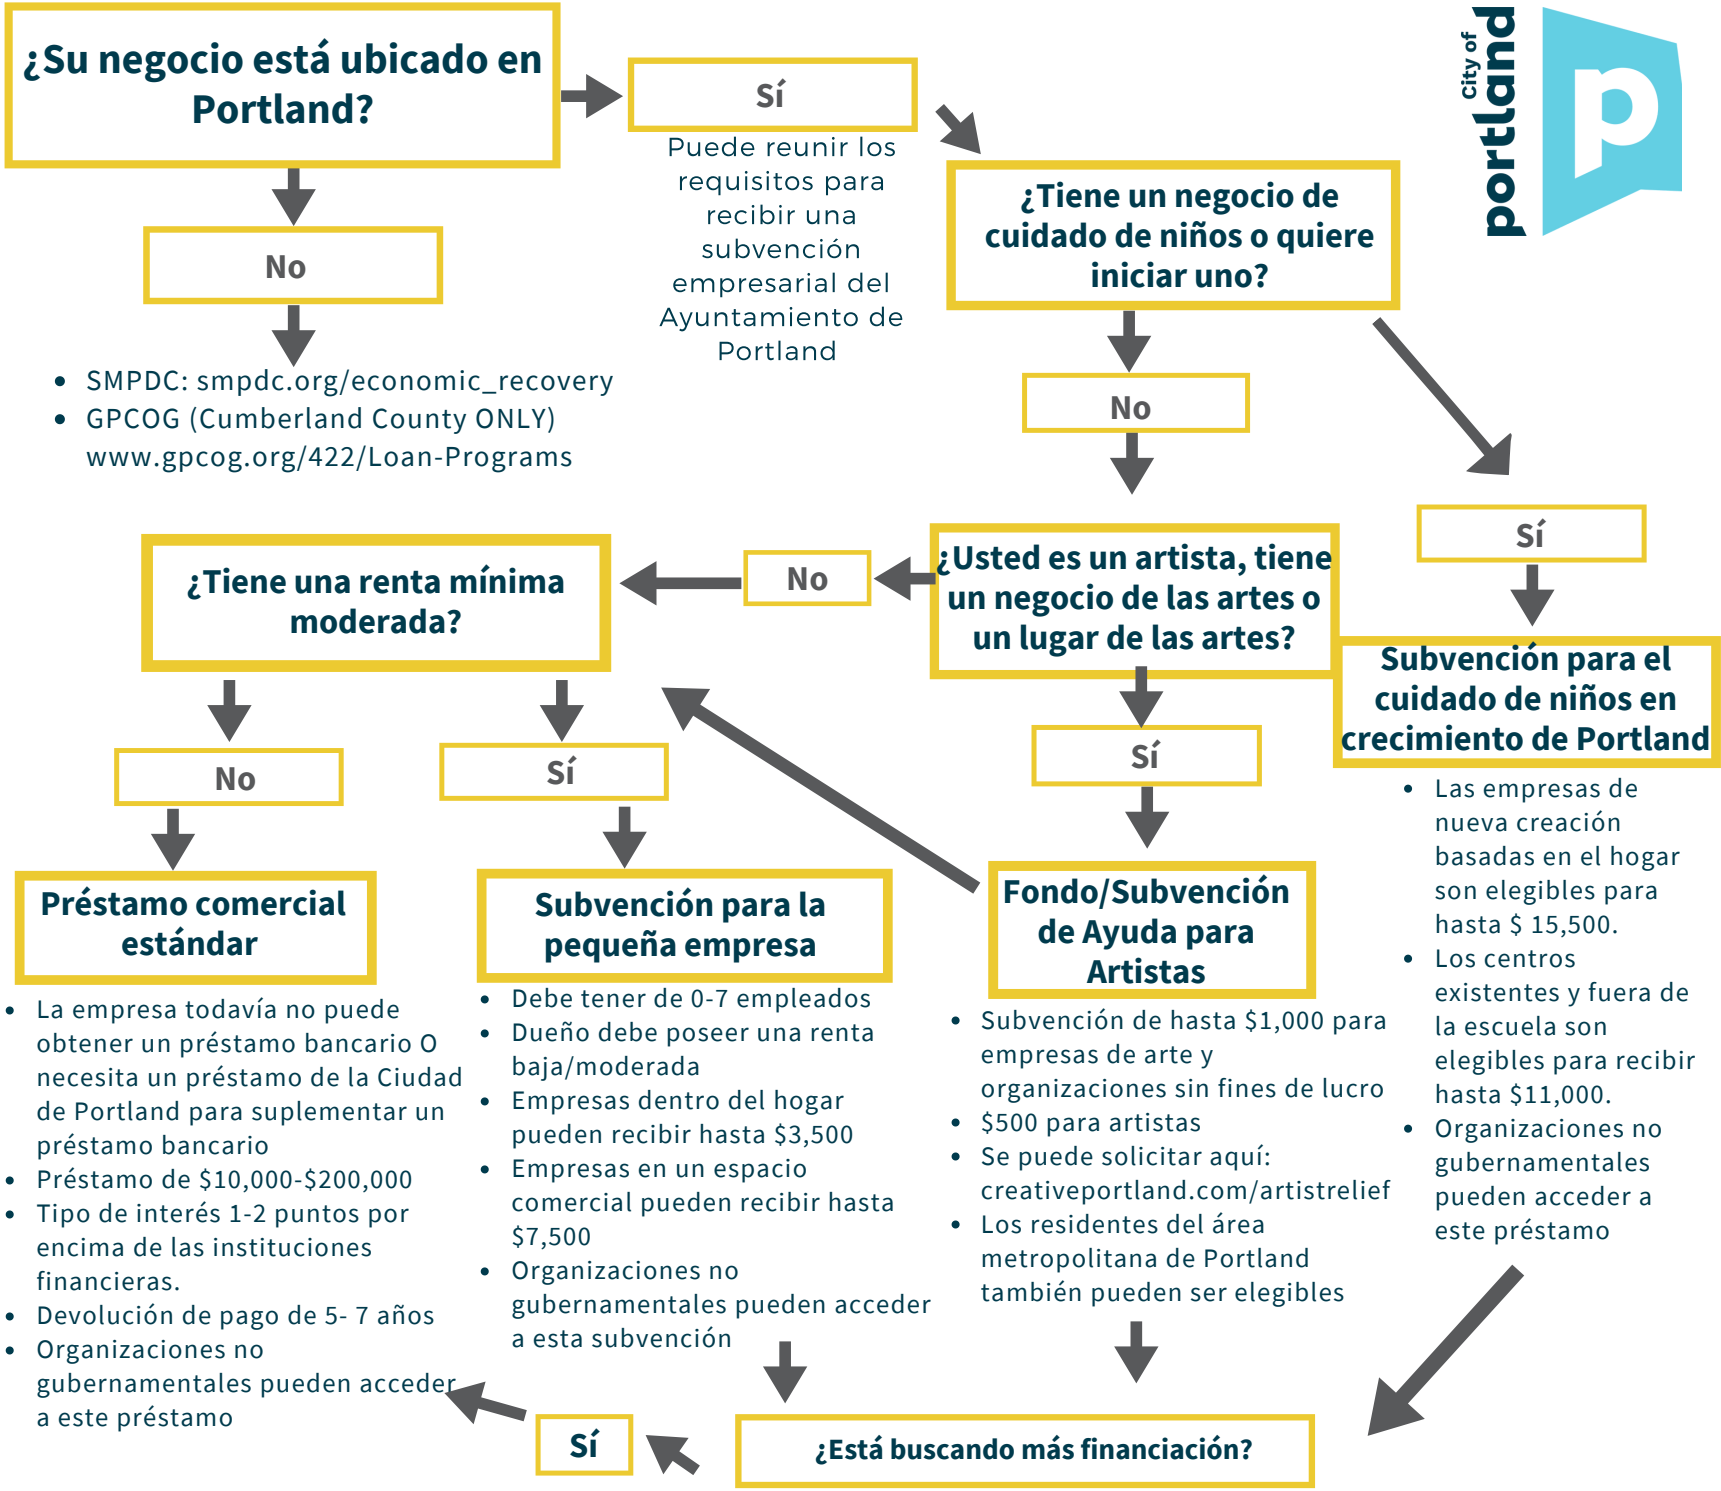 ¿Su negocio está ubicado en
Portland?
Sí
Puede reunir los
requisitos para
recibir una
subvención
empresarial del
Ayuntamiento de
Portland
City of
portland
p
No
SMPDC: smpdc.org/economic_recovery
GPCOG (Cumberland County ONLY)
www.gpcog.org/422/Loan-Programs
¿Tiene un negocio de
cuidado de niños o quiere
iniciar uno?
No
Sí
¿Usted es un artista, tiene
un negocio de las artes o
un lugar de las artes?
No
¿Tiene una renta mínima
moderada?
No
Sí
Sí
Subvención para el
cuidado de niños en
crecimiento de Portland
Las empresas de
nueva creación
basadas en el hogar
son elegibles para
hasta $ 15,500.
Los centros
existentes y fuera de
la escuela son
elegibles para recibir
hasta $11,000.
Organizaciones no
gubernamentales
pueden acceder a
este préstamo
Préstamo comercial
estándar
La empresa todavía no puede
obtener un préstamo bancario O
necesita un préstamo de la Ciudad
de Portland para suplementar un
préstamo bancario
Préstamo de $10,000-$200,000
Tipo de interés 1-2 puntos por
encima de las instituciones
financieras.
Devolución de pago de 5- 7 años
Organizaciones no
gubernamentales pueden acceder
a este préstamo
Subvención para la
pequeña empresa
Debe tener de 0-7 empleados
Dueño debe poseer una renta
baja/moderada
Empresas dentro del hogar
pueden recibir hasta $3,500
Empresas en un espacio
comercial pueden recibir hasta
$7,500
Organizaciones no
gubernamentales pueden acceder
a esta subvención
Fondo/Subvención
de Ayuda para
Artistas
Subvención de hasta $1,000 para
empresas de arte y
organizaciones sin fines de lucro
$500 para artistas
Se puede solicitar aquí:
creativeportland.com/artistrelief
Los residentes del área
metropolitana de Portland
también pueden ser elegibles
¿Está buscando más financiación?
Sí